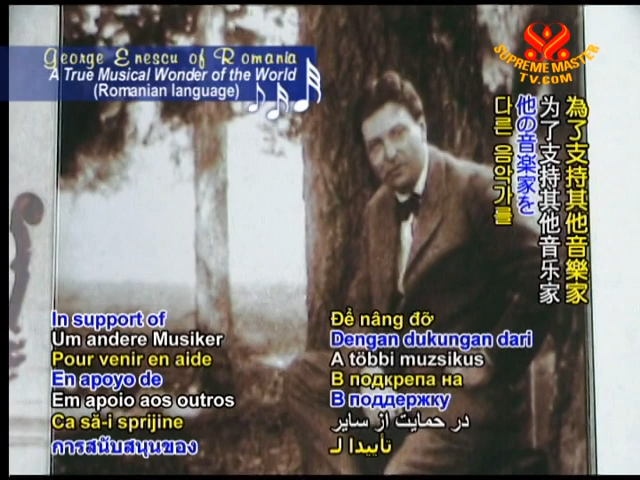 George Enescu of Romania
A True Musical Wonder of the World
(Romanian language)
SUPREME MASTER
TV.COM
為了支持其他音樂家
为了支持其他音乐家
他の音楽家を
다른 음악가를
In support of
Um andere Musiker
Pour venir en aide
En apoyo de
Em apoio aos outros
Ca să-i sprijine
การสนับสนุนของ
Để nâng đỡ
Dengan dukungan dari
A többi muzsikus
В подкрепа на
В поддержку
در حمایت از سایر
تأييدا لـ